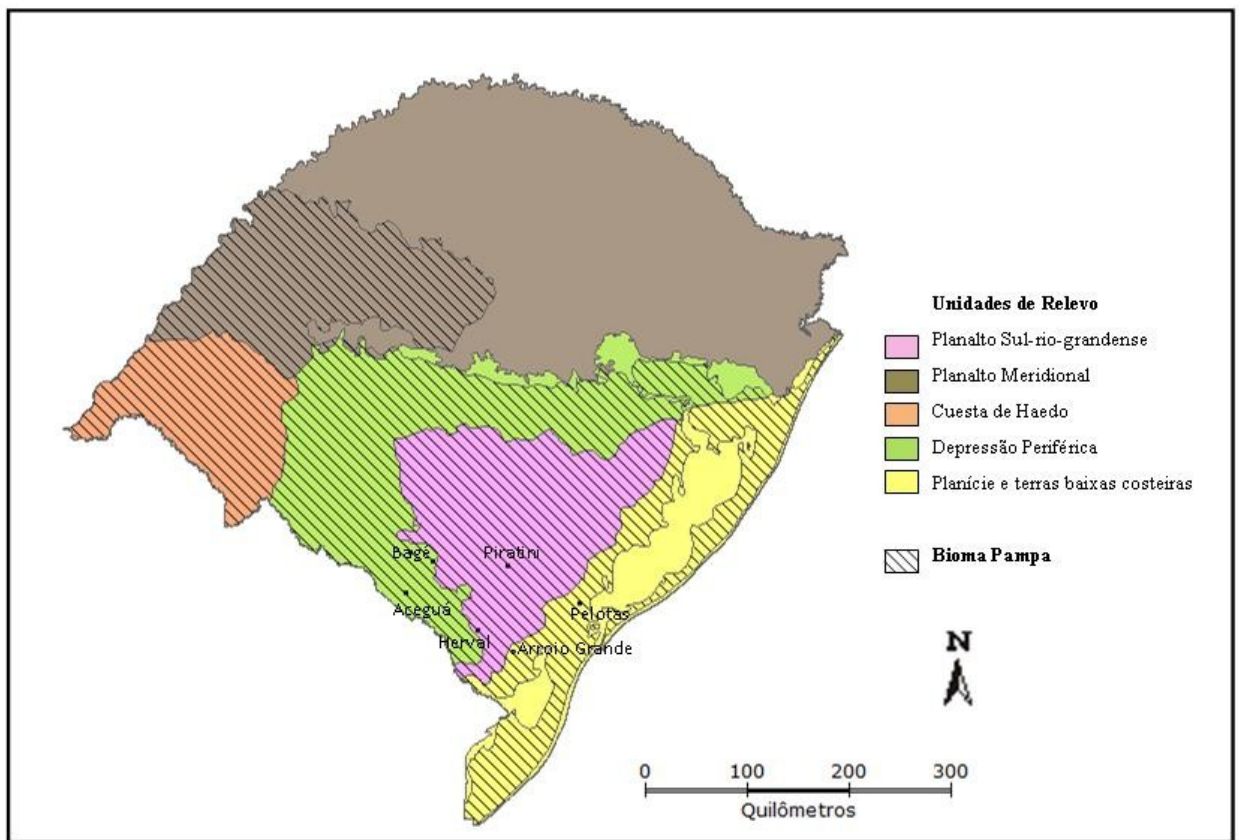 Unidades de Relevo
Planalto Sul-rio-grandense
Planalto Meridional
Cuesta de Haedo
Depressão Periférica
Planície e terras baixas costeiras
Bioma Pampa
Bagé
Piratini
Aceguá
Pelotas
Herval
Arroio Grande
N
0 100 200 300
Quilômetros